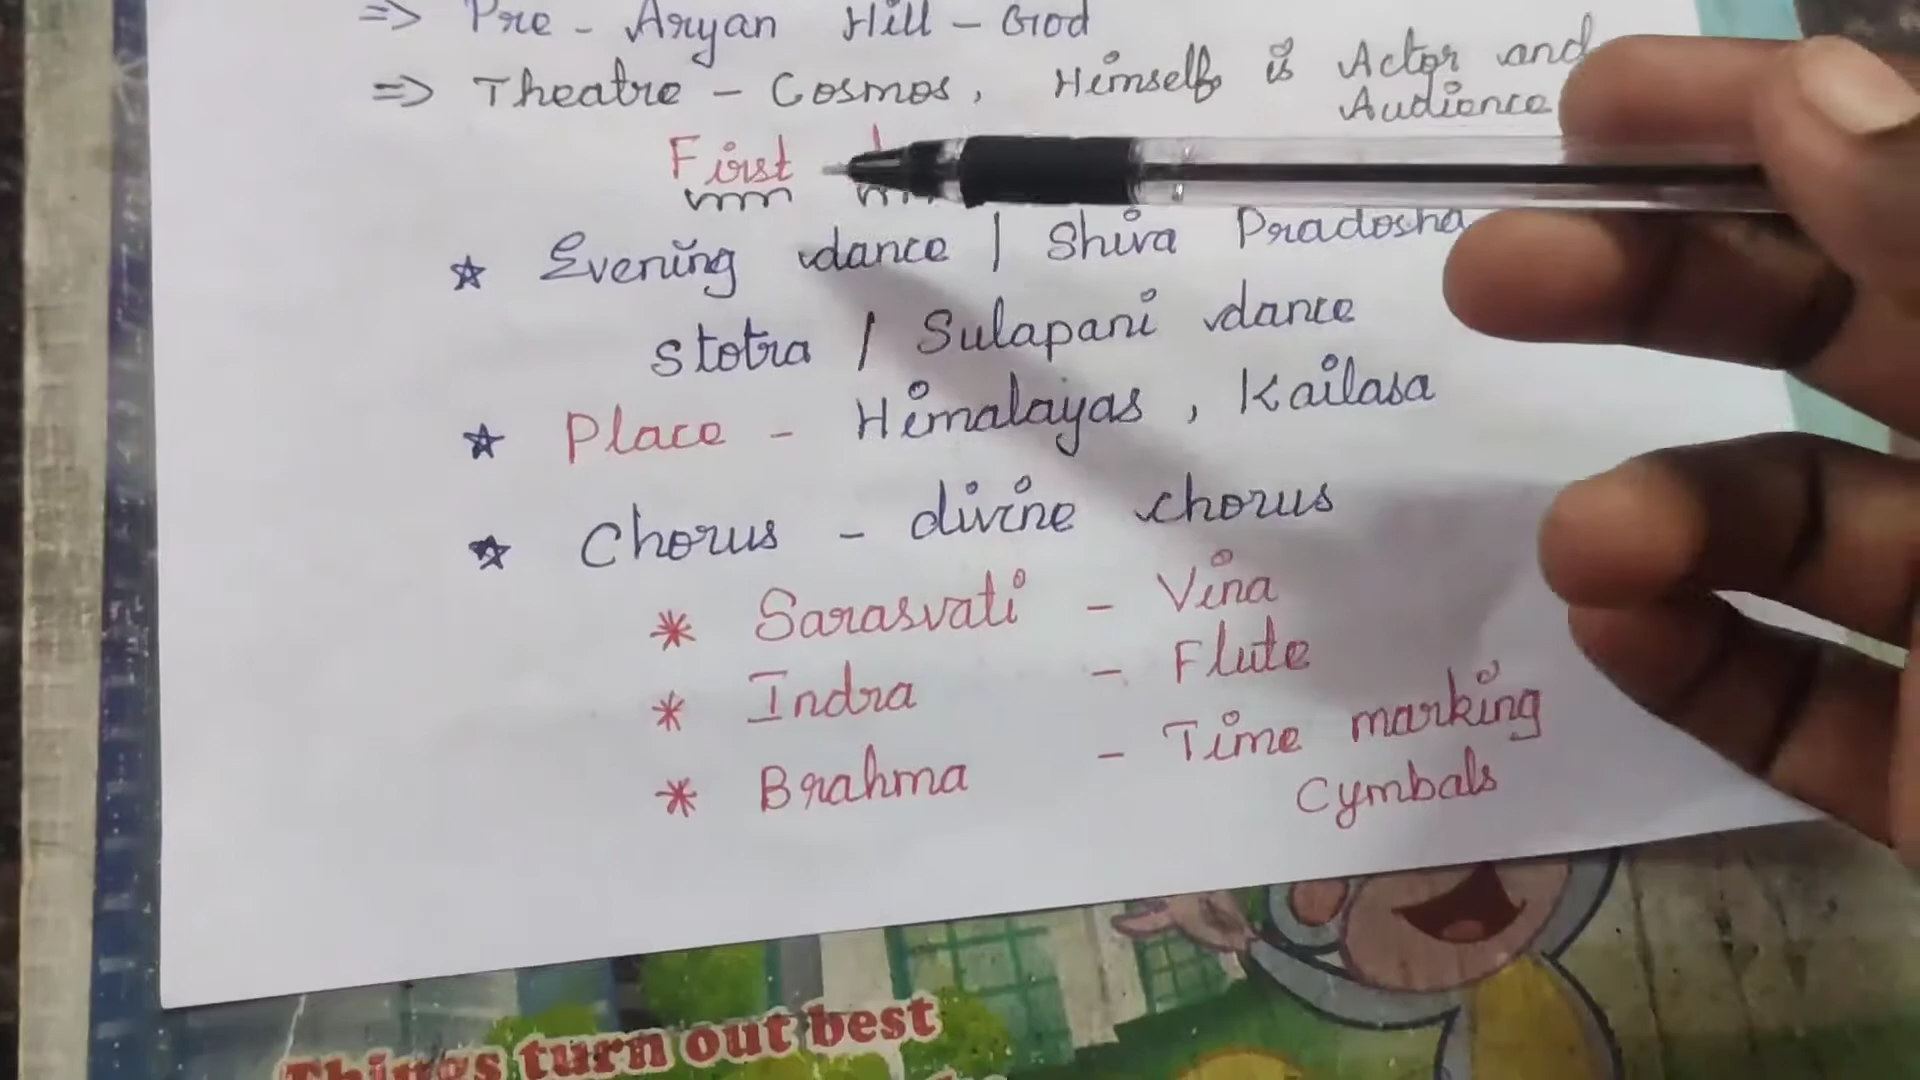 => Pre - Aryan Hill - God
=> Theatre - Cosmos, Himself is Actor and
Audience
First
☆ Evening dance / Shiva Pradosha
Stotra / Sulapani dance
☆ Place - Himalayas, Kailasa
☆ Chorus - divine chorus
* Sarasvati - Vina
* Indra - Flute
* Brahma - Time marking
Cymbals
Things turn out best